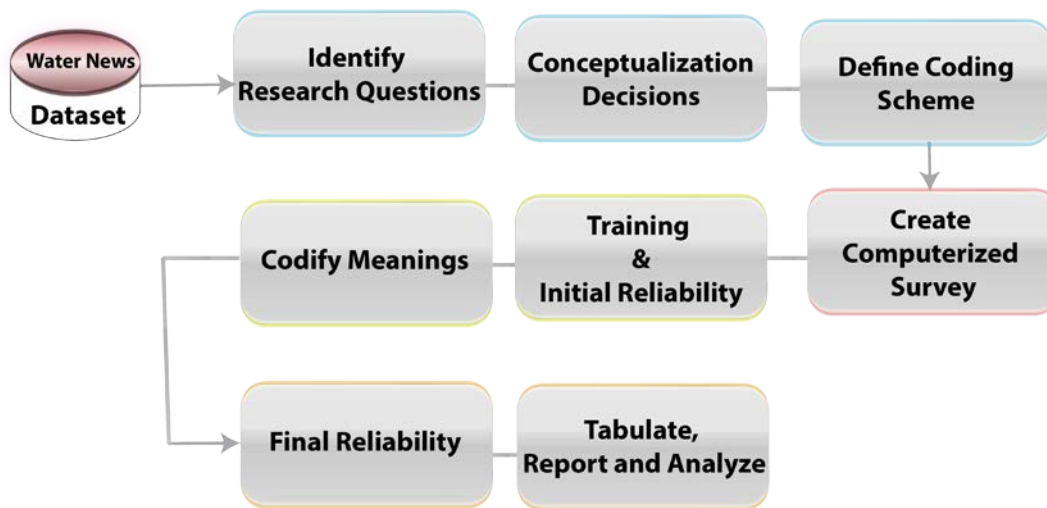 Water News
Dataset
Identify
Research Questions
Conceptualization
Decisions
Define Coding
Scheme
Create
Computerized
Survey
Training
&
Initial Reliability
Codify Meanings
Final Reliability
Tabulate,
Report and Analyze